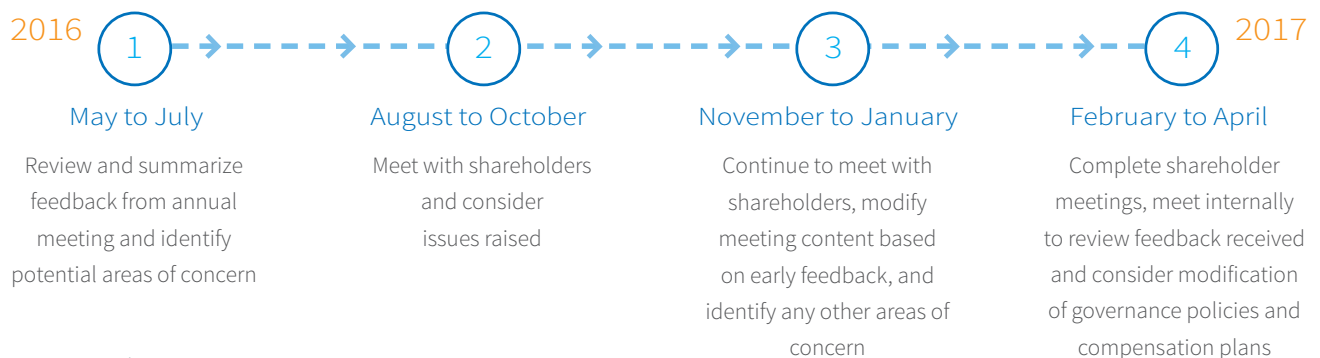 2016
1
2
3
4
2017
May to July
Review and summarize
feedback from annual
meeting and identify
potential areas of concern
August to October
Meet with shareholders
and consider
issues raised
November to January
Continue to meet with
shareholders, modify
meeting content based
on early feedback, and
identify any other areas of
concern
February to April
Complete shareholder
meetings, meet internally
to review feedback received
and consider modification
of governance policies and
compensation plans